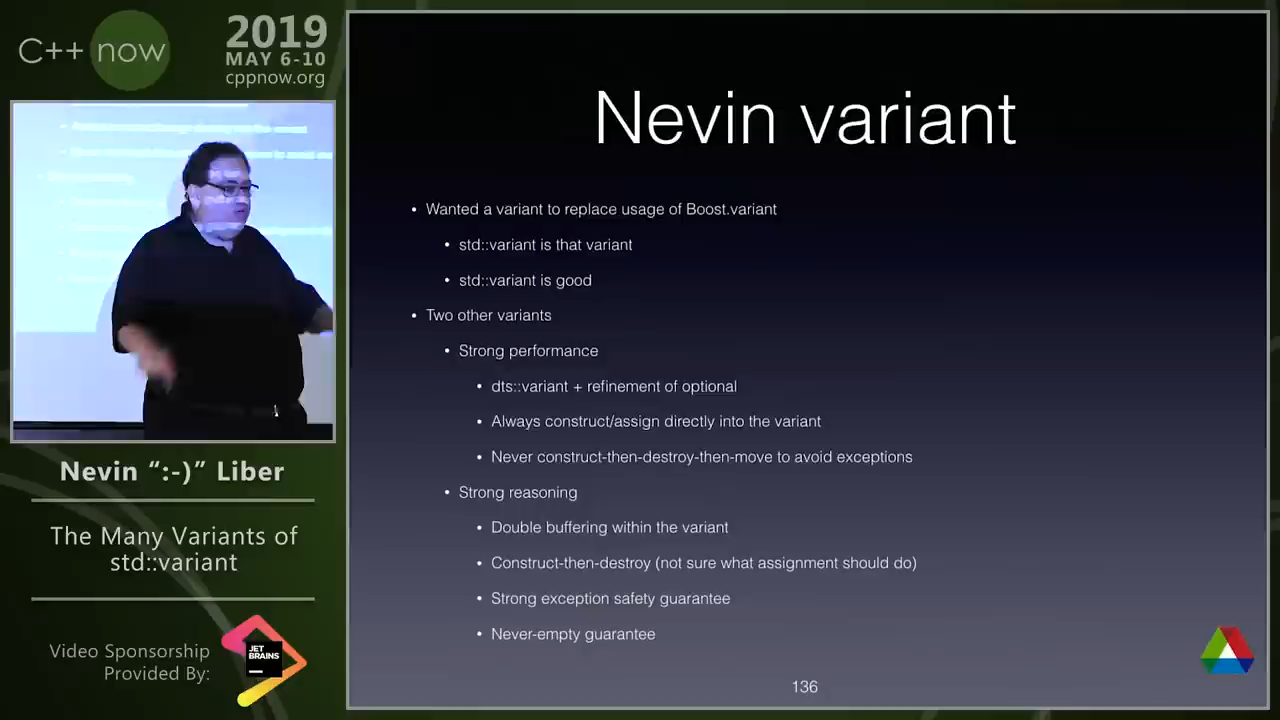 C++ now
2019
MAY 6-10
cppnow.org
Nevin “:-)” Liber
The Many Variants of
std::variant
Video Sponsorship
Provided By:
JET
BRAINS
Nevin variant
• Wanted a variant to replace usage of Boost.variant
• std::variant is that variant
• std::variant is good
• Two other variants
• Strong performance
• dts::variant + refinement of optional
• Always construct/assign directly into the variant
• Never construct-then-destroy-then-move to avoid exceptions
• Strong reasoning
• Double buffering within the variant
• Construct-then-destroy (not sure what assignment should do)
• Strong exception safety guarantee
• Never-empty guarantee
136